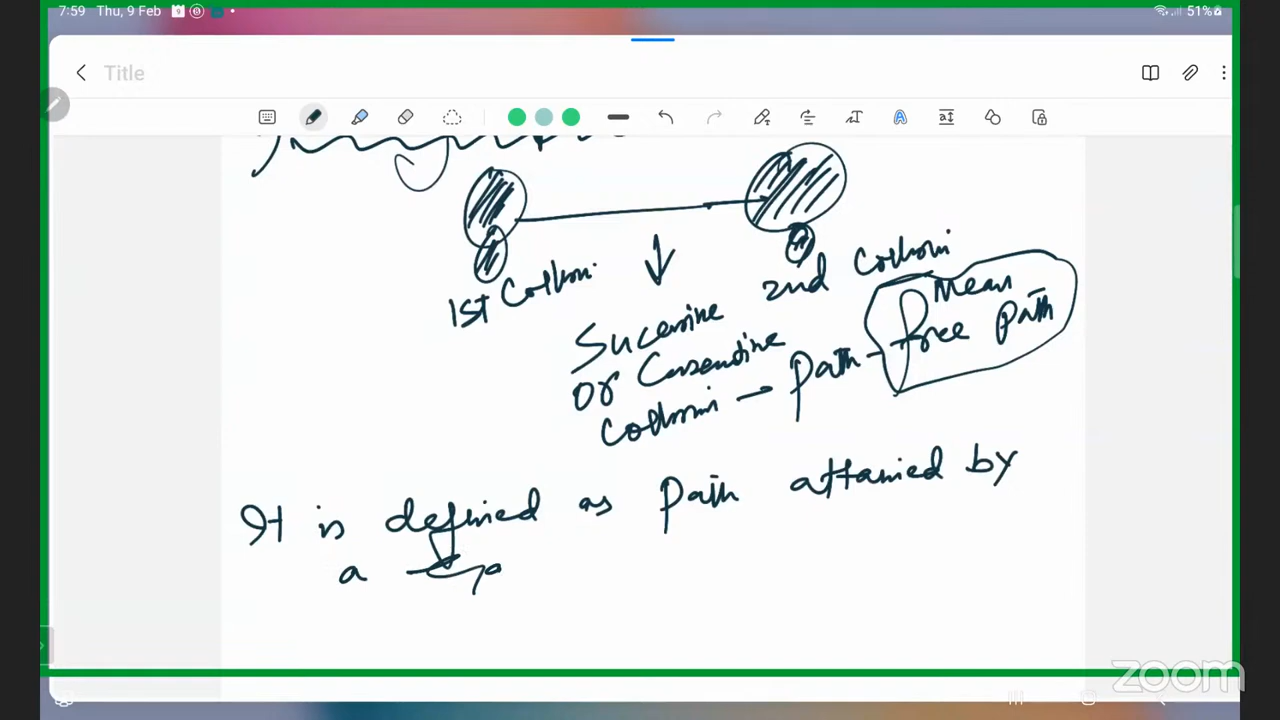 7:59 Thu, 9 Feb
51%
Title
1st Collision
2nd Collision
Successive
or Consecutive
Collision - Path - Mean free Path
It is defined as Path attained by
a
zoom